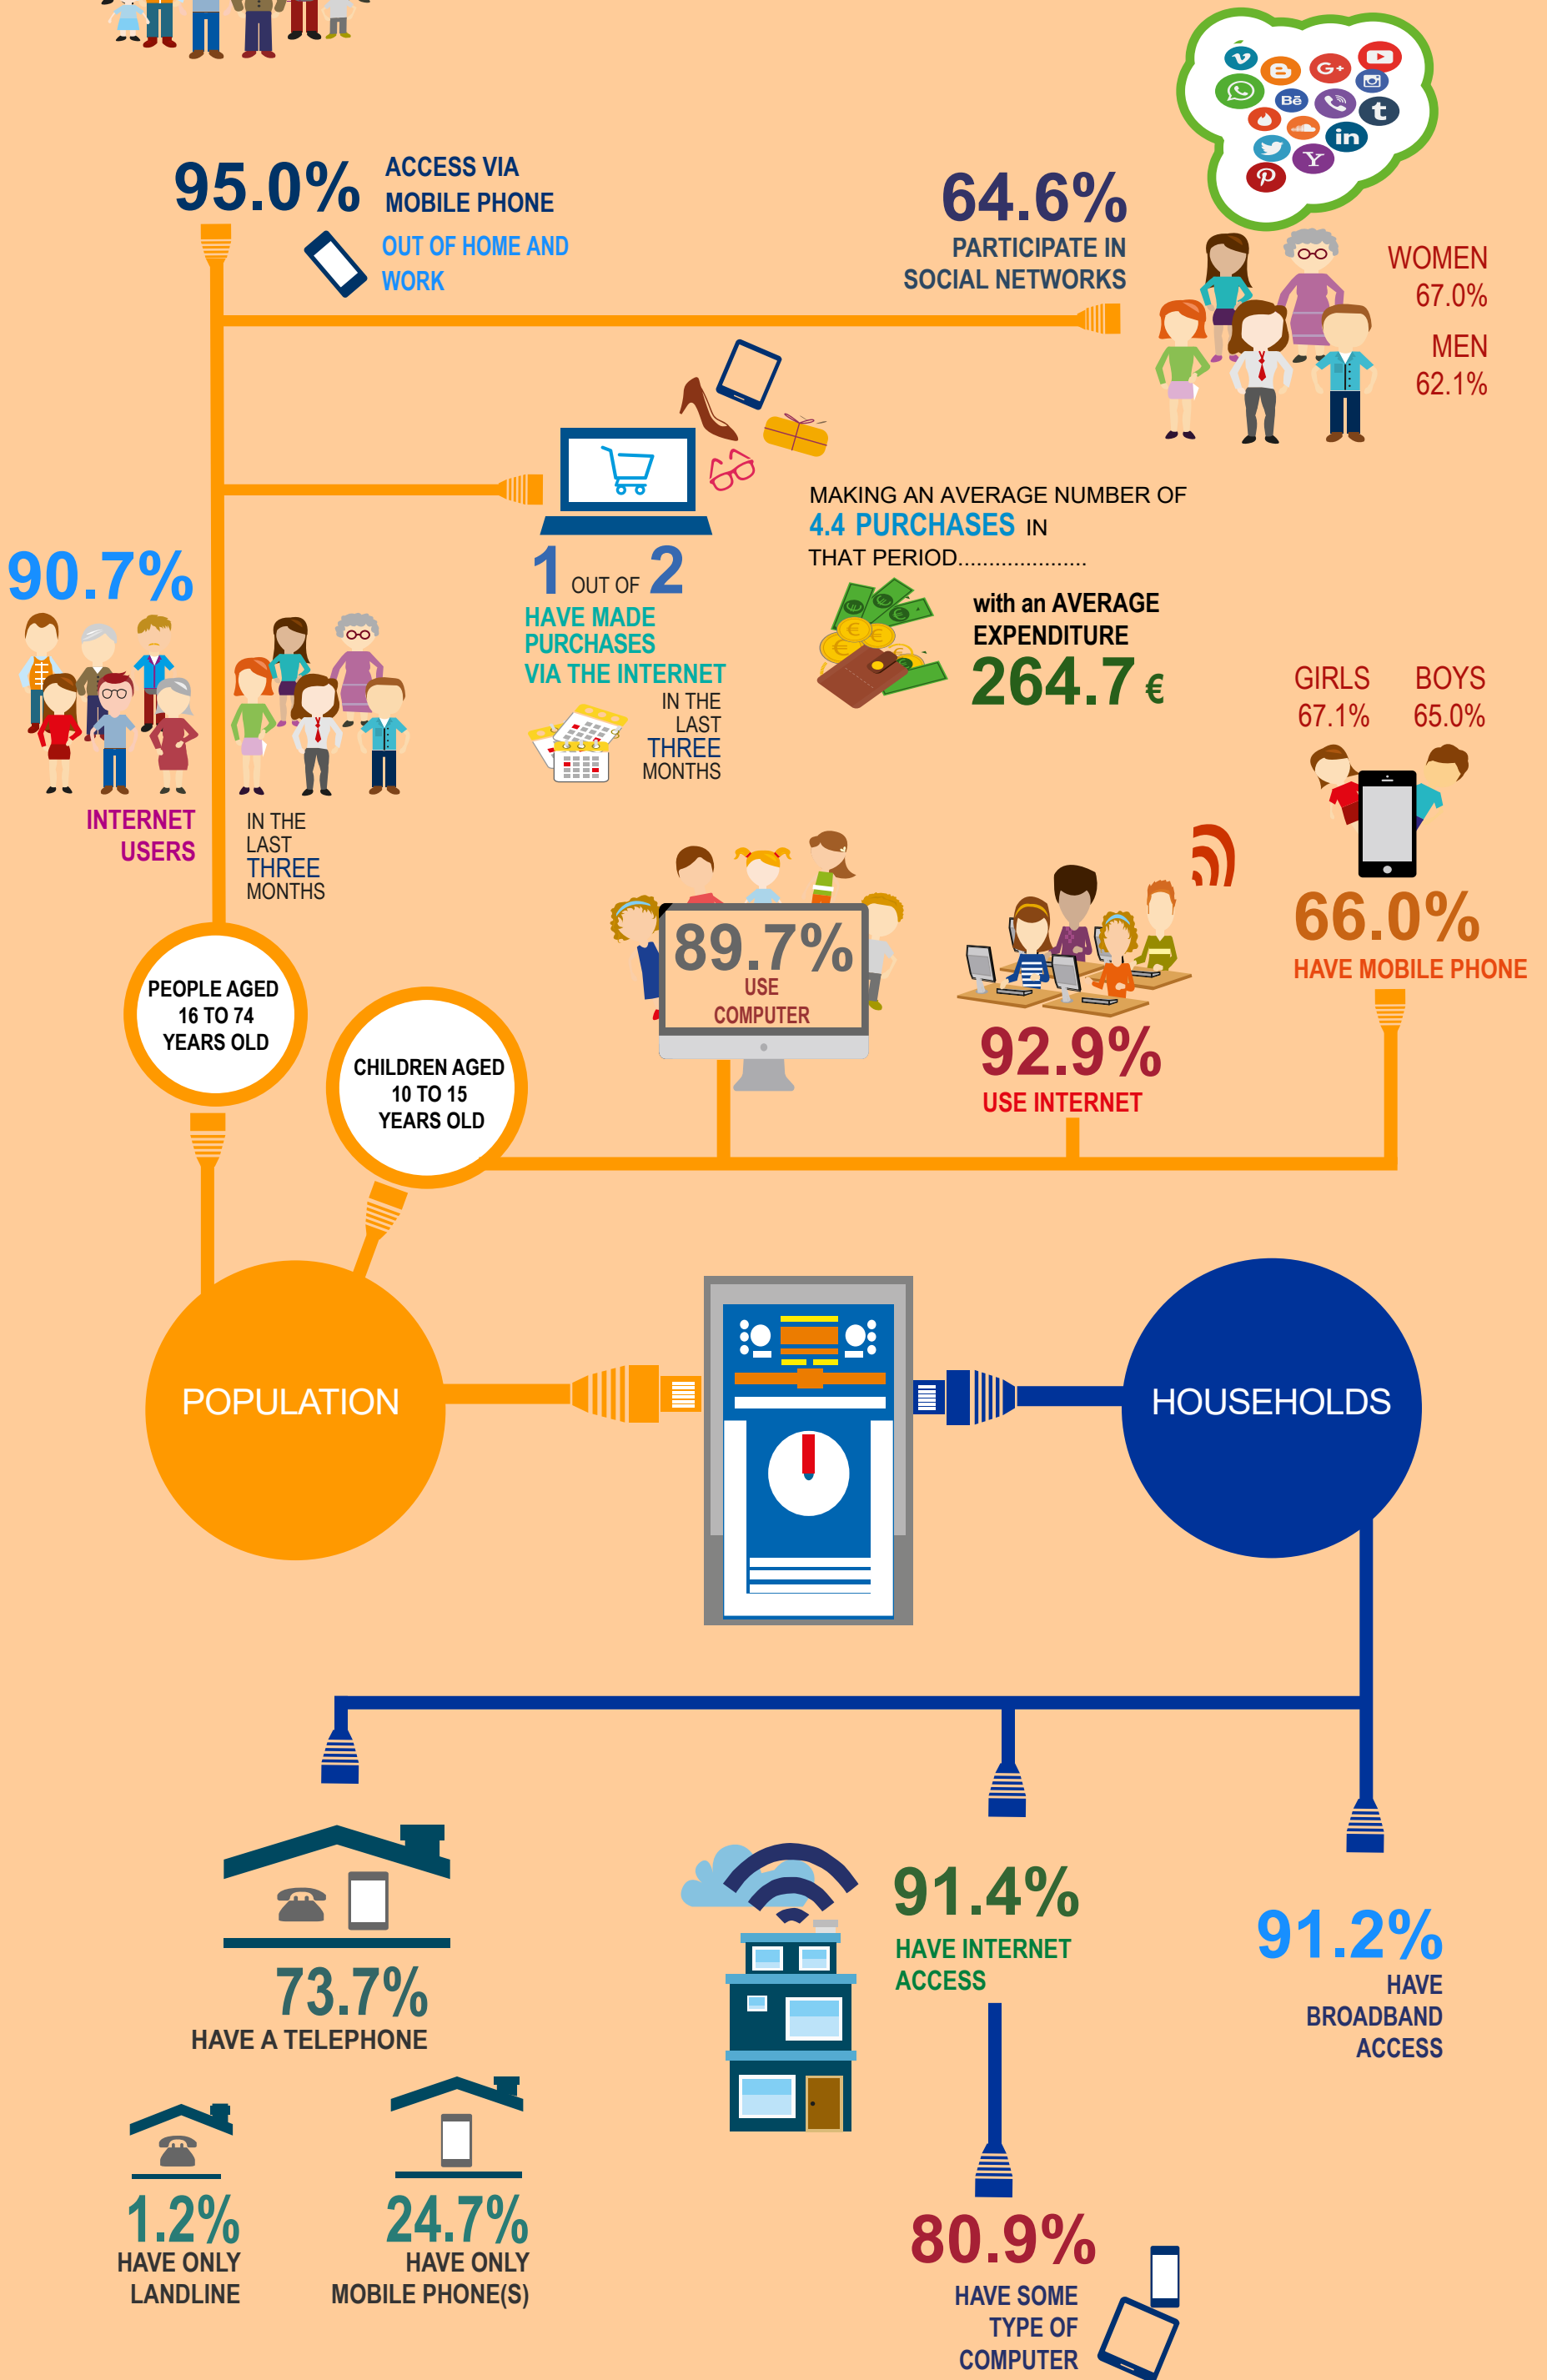 95.0%
ACCESS VIA
MOBILE PHONE
OUT OF HOME AND
WORK
64.6%
PARTICIPATE IN
SOCIAL NETWORKS
G+
Bē
t
in
Y
WOMEN
67.0%
MEN
62.1%
90.7%
INTERNET
USERS
IN THE
LAST
THREE
MONTHS
1 OUT OF 2
HAVE MADE
PURCHASES
VIA THE INTERNET
IN THE
LAST
THREE
MONTHS
MAKING AN AVERAGE NUMBER OF
4.4 PURCHASES IN
THAT PERIOD.....................
with an AVERAGE
EXPENDITURE
264.7 €
GIRLS
67.1%
BOYS
65.0%
66.0%
HAVE MOBILE PHONE
89.7%
USE
COMPUTER
92.9%
USE INTERNET
PEOPLE AGED
16 TO 74
YEARS OLD
CHILDREN AGED
10 TO 15
YEARS OLD
POPULATION
HOUSEHOLDS
73.7%
HAVE A TELEPHONE
1.2%
HAVE ONLY
LANDLINE
24.7%
HAVE ONLY
MOBILE PHONE(S)
91.4%
HAVE INTERNET
ACCESS
80.9%
HAVE SOME
TYPE OF
COMPUTER
91.2%
HAVE
BROADBAND
ACCESS